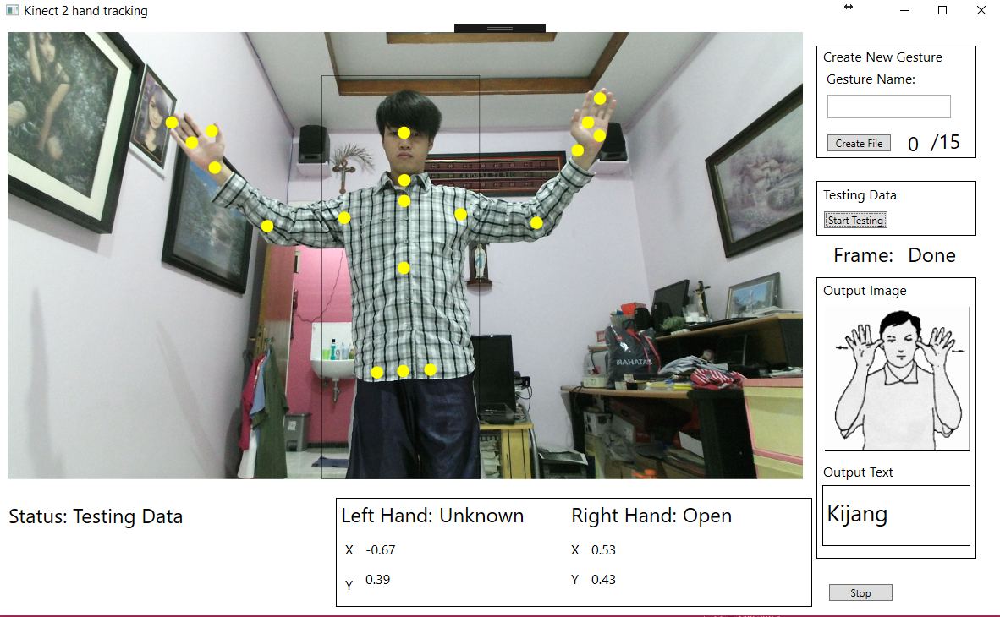 Kinect 2 hand tracking
Create New Gesture
Gesture Name:
Create File 0 /15
Testing Data
Start Testing
Frame: Done
Output Image
Output Text
Kijang
Status: Testing Data
Left Hand: Unknown Right Hand: Open
X -0.67 X 0.53
Y 0.39 Y 0.43
Stop